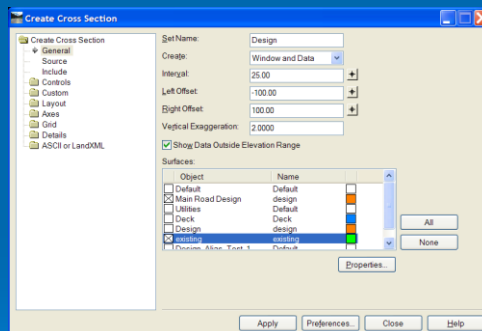 Create Cross Section
Create Cross Section
General
Source
Include
Controls
Custom
Layout
Axes
Grid
Details
ASCII or LandXML
Set Name: Design
Create: Window and Data
Interval: 25.00
Left Offset: -100.00
Right Offset: 100.00
Vertical Exaggeration: 2.0000
Show Data Outside Elevation Range
Surfaces:
Object Name
Default Default
Main Road Design design
Utilities Default
Deck Deck
Design design
existing existing
Design_Alias_Test_1 Default
All
None
Properties...
Apply Preferences... Close Help